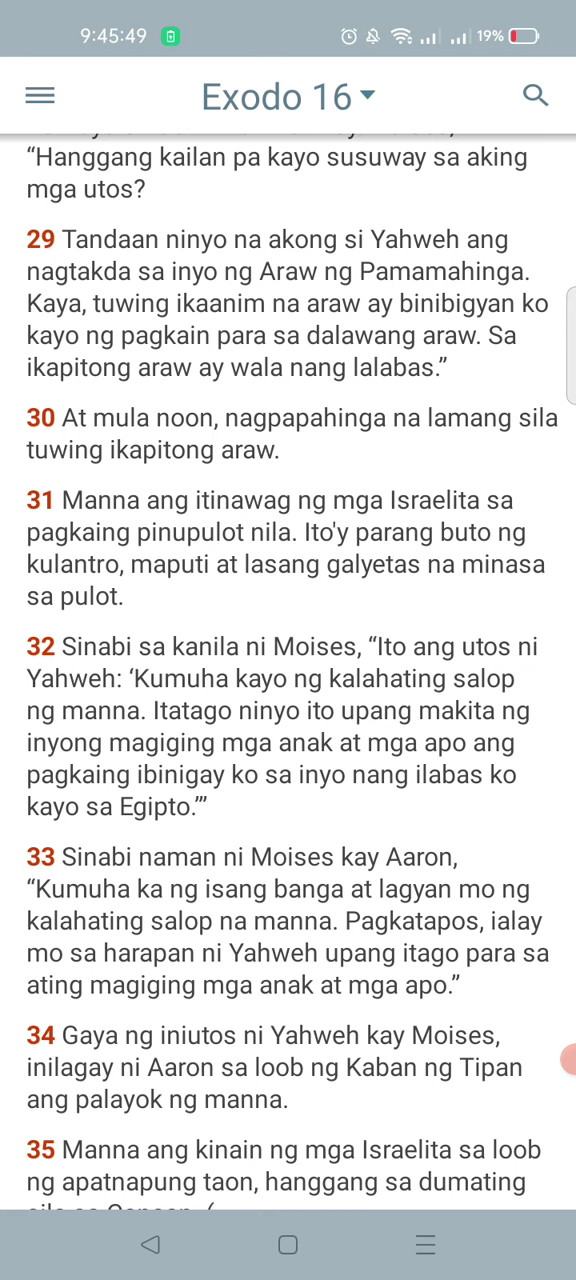 9:45:49
19%
Exodo 16
“Hanggang kailan pa kayo susuway sa aking
mga utos?
29 Tandaan ninyo na akong si Yahweh ang
nagtakda sa inyo ng Araw ng Pamamahinga.
Kaya, tuwing ikaanim na araw ay binibigyan ko
kayo ng pagkain para sa dalawang araw. Sa
ikapitong araw ay wala nang lalabas.”
30 At mula noon, nagpapahinga na lamang sila
tuwing ikapitong araw.
31 Manna ang itinawag ng mga Israelita sa
pagkaing pinupulot nila. Ito'y parang buto ng
kulantro, maputi at lasang galyetas na minasa
sa pulot.
32 Sinabi sa kanila ni Moises, “Ito ang utos ni
Yahweh: ‘Kumuha kayo ng kalahating salop
ng manna. Itatago ninyo ito upang makita ng
inyong magiging mga anak at mga apo ang
pagkaing ibinigay ko sa inyo nang ilabas ko
kayo sa Egipto.’”
33 Sinabi naman ni Moises kay Aaron,
“Kumuha ka ng isang banga at lagyan mo ng
kalahating salop na manna. Pagkatapos, ialay
mo sa harapan ni Yahweh upang itago para sa
ating magiging mga anak at mga apo.”
34 Gaya ng iniutos ni Yahweh kay Moises,
inilagay ni Aaron sa loob ng Kaban ng Tipan
ang palayok ng manna.
35 Manna ang kinain ng mga Israelita sa loob
ng apatnapung taon, hanggang sa dumating